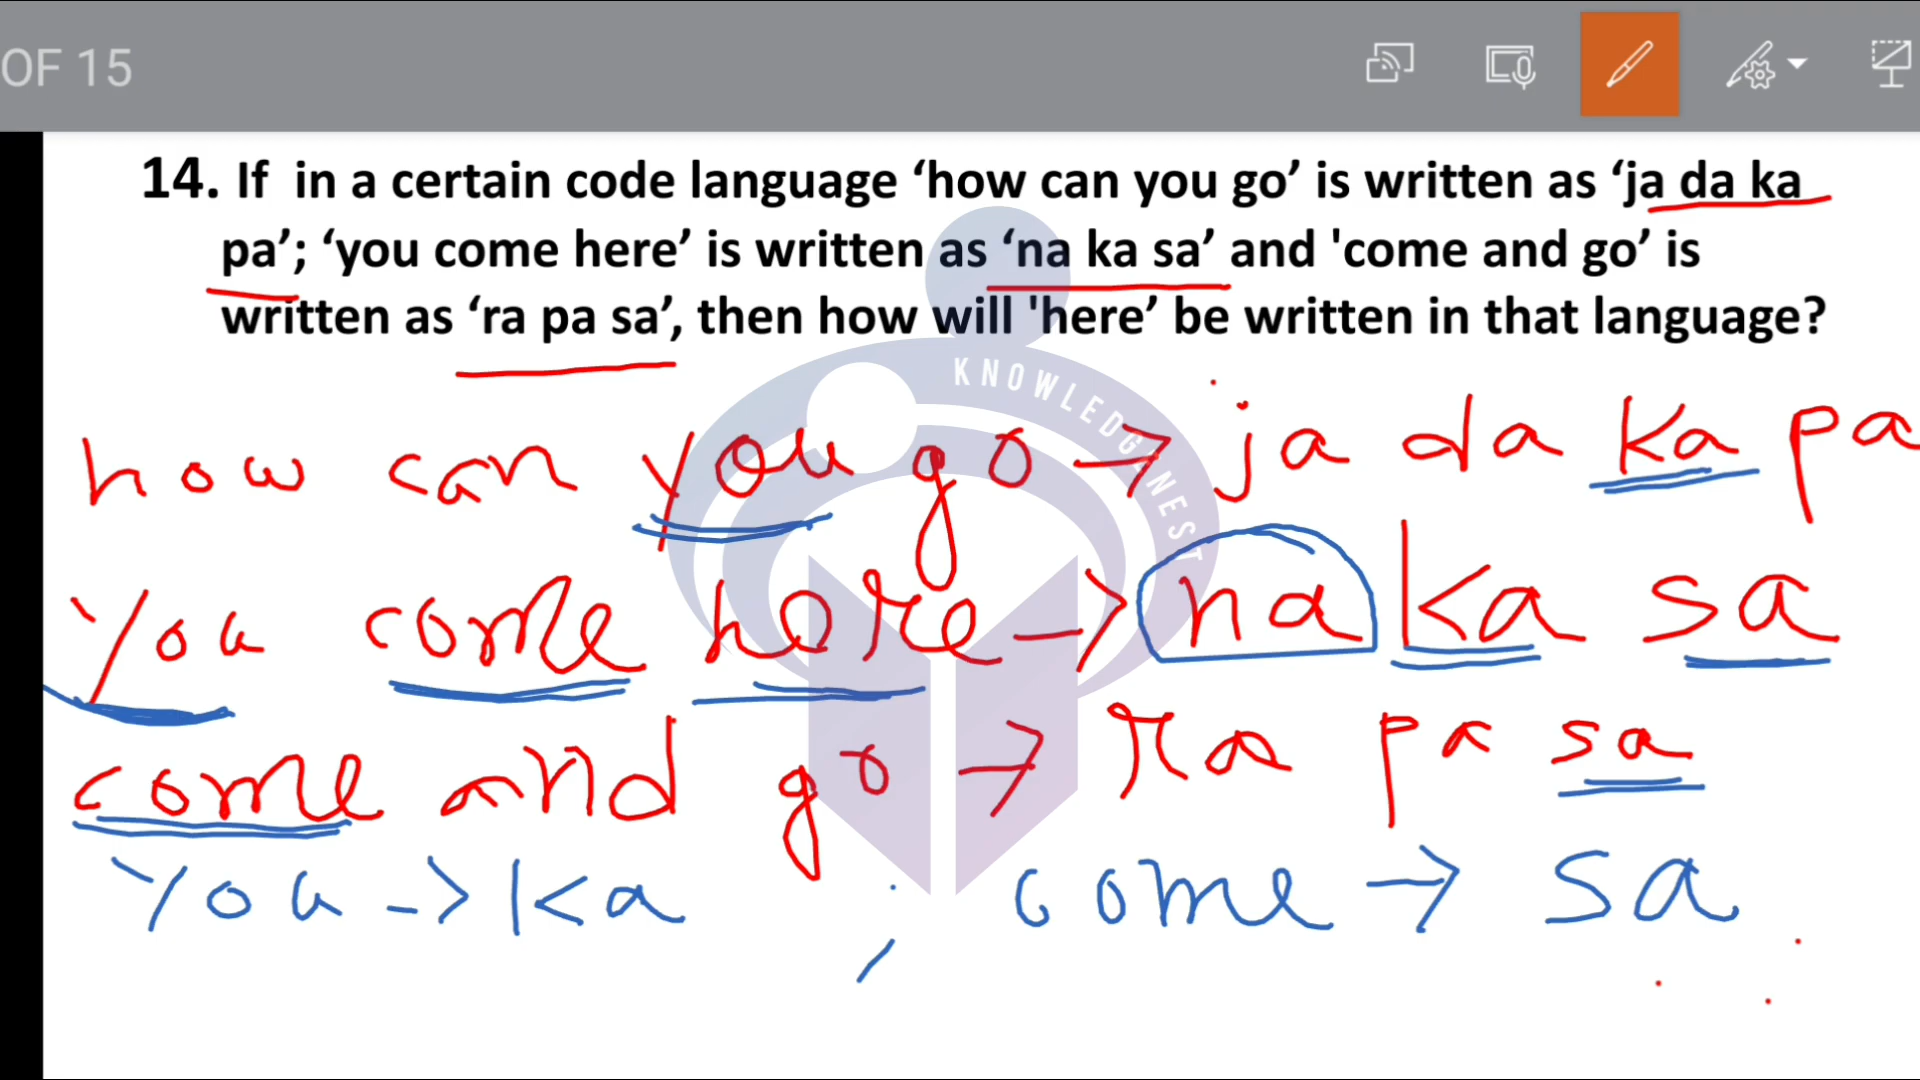 OF 15
14. If in a certain code language ‘how can you go’ is written as ‘ja da ka
pa’; ‘you come here’ is written as ‘na ka sa’ and 'come and go’ is
written as ‘ra pa sa’, then how will 'here’ be written in that language?
KNOWLEDGANEST
how can you go → ja da ka pa
you come here → na ka sa
come and go → ra pa sa
you -> ka ; come → sa